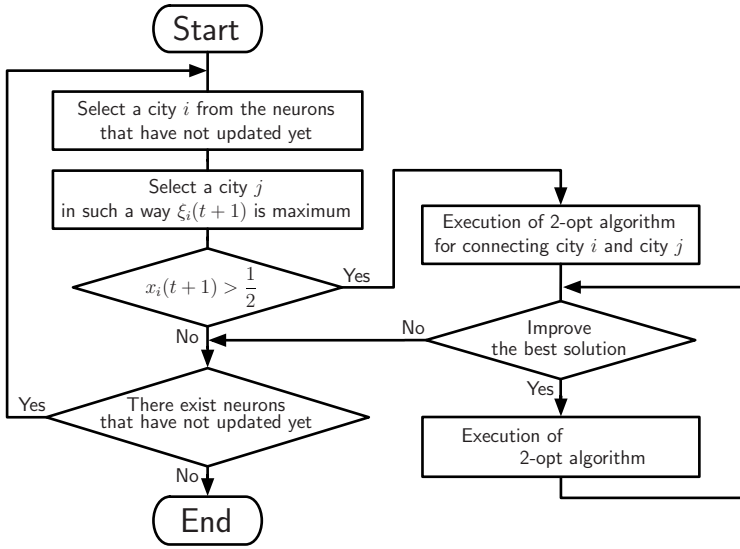 Start
Select a city i from the neurons
that have not updated yet
Select a city j
in such a way ξᵢ(t + 1) is maximum
xᵢ(t + 1) > 1/2
Yes
No
Execution of 2-opt algorithm
for connecting city i and city j
Improve
the best solution
No
Yes
Execution of
2-opt algorithm
There exist neurons
that have not updated yet
Yes
No
End